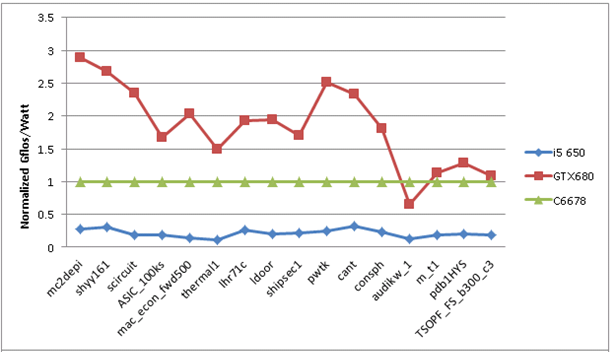 3.5
3
2.5
2
1.5
1
0.5
0
Normalized Gflos/Watt
mc2depi
shyy161
scircuit
ASIC_100ks
mac_econ_fwd500
thermal1
lhr71c
ldoor
shipsec1
pwtk
cant
consph
audikw_1
m_t1
pdb1HYS
TSOPF_FS_b300_c3
i5 650
GTX680
C6678